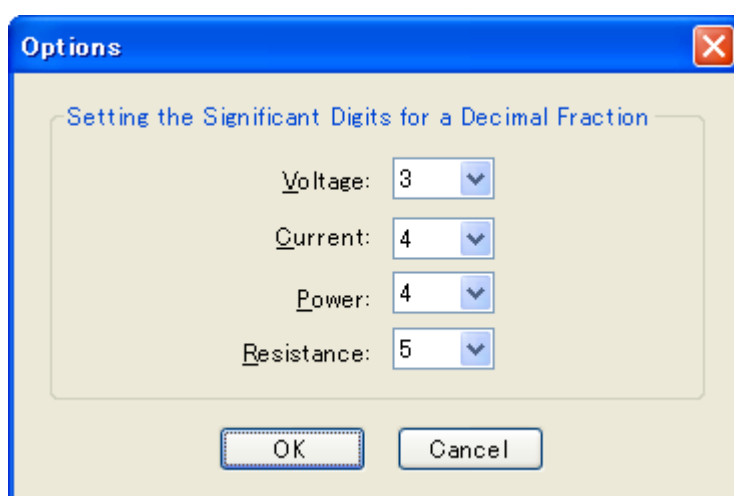 Options
Setting the Significant Digits for a Decimal Fraction
Voltage: 3
Current: 4
Power: 4
Resistance: 5
OK Cancel